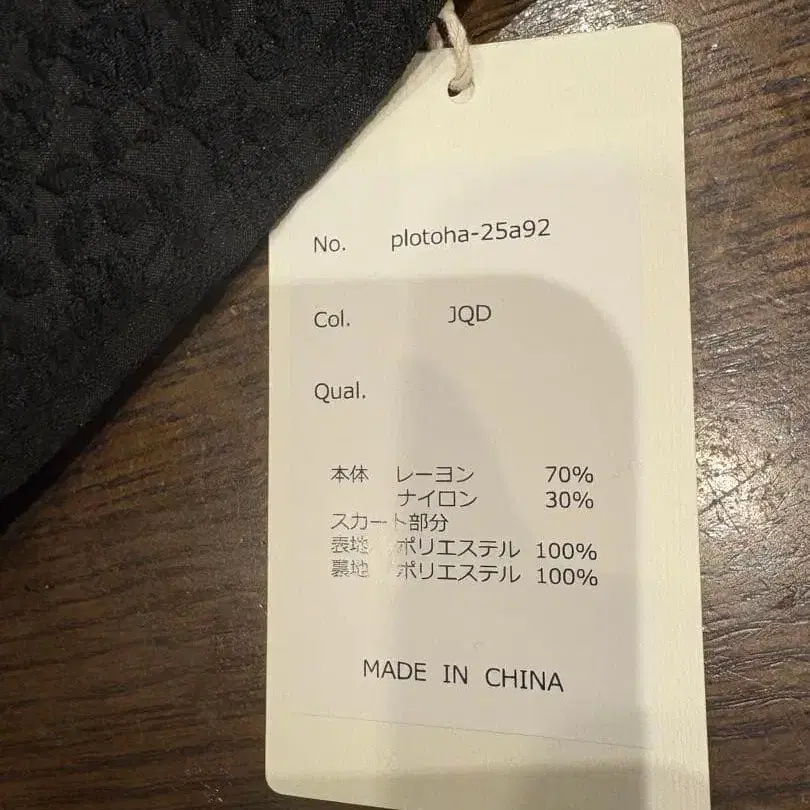 No. plotoha-25a92
Col. JQD
Qual.
本体 レーヨン 70%
ナイロン 30%
スカート部分
表地 ポリエステル 100%
裏地 ポリエステル 100%
MADE IN CHINA